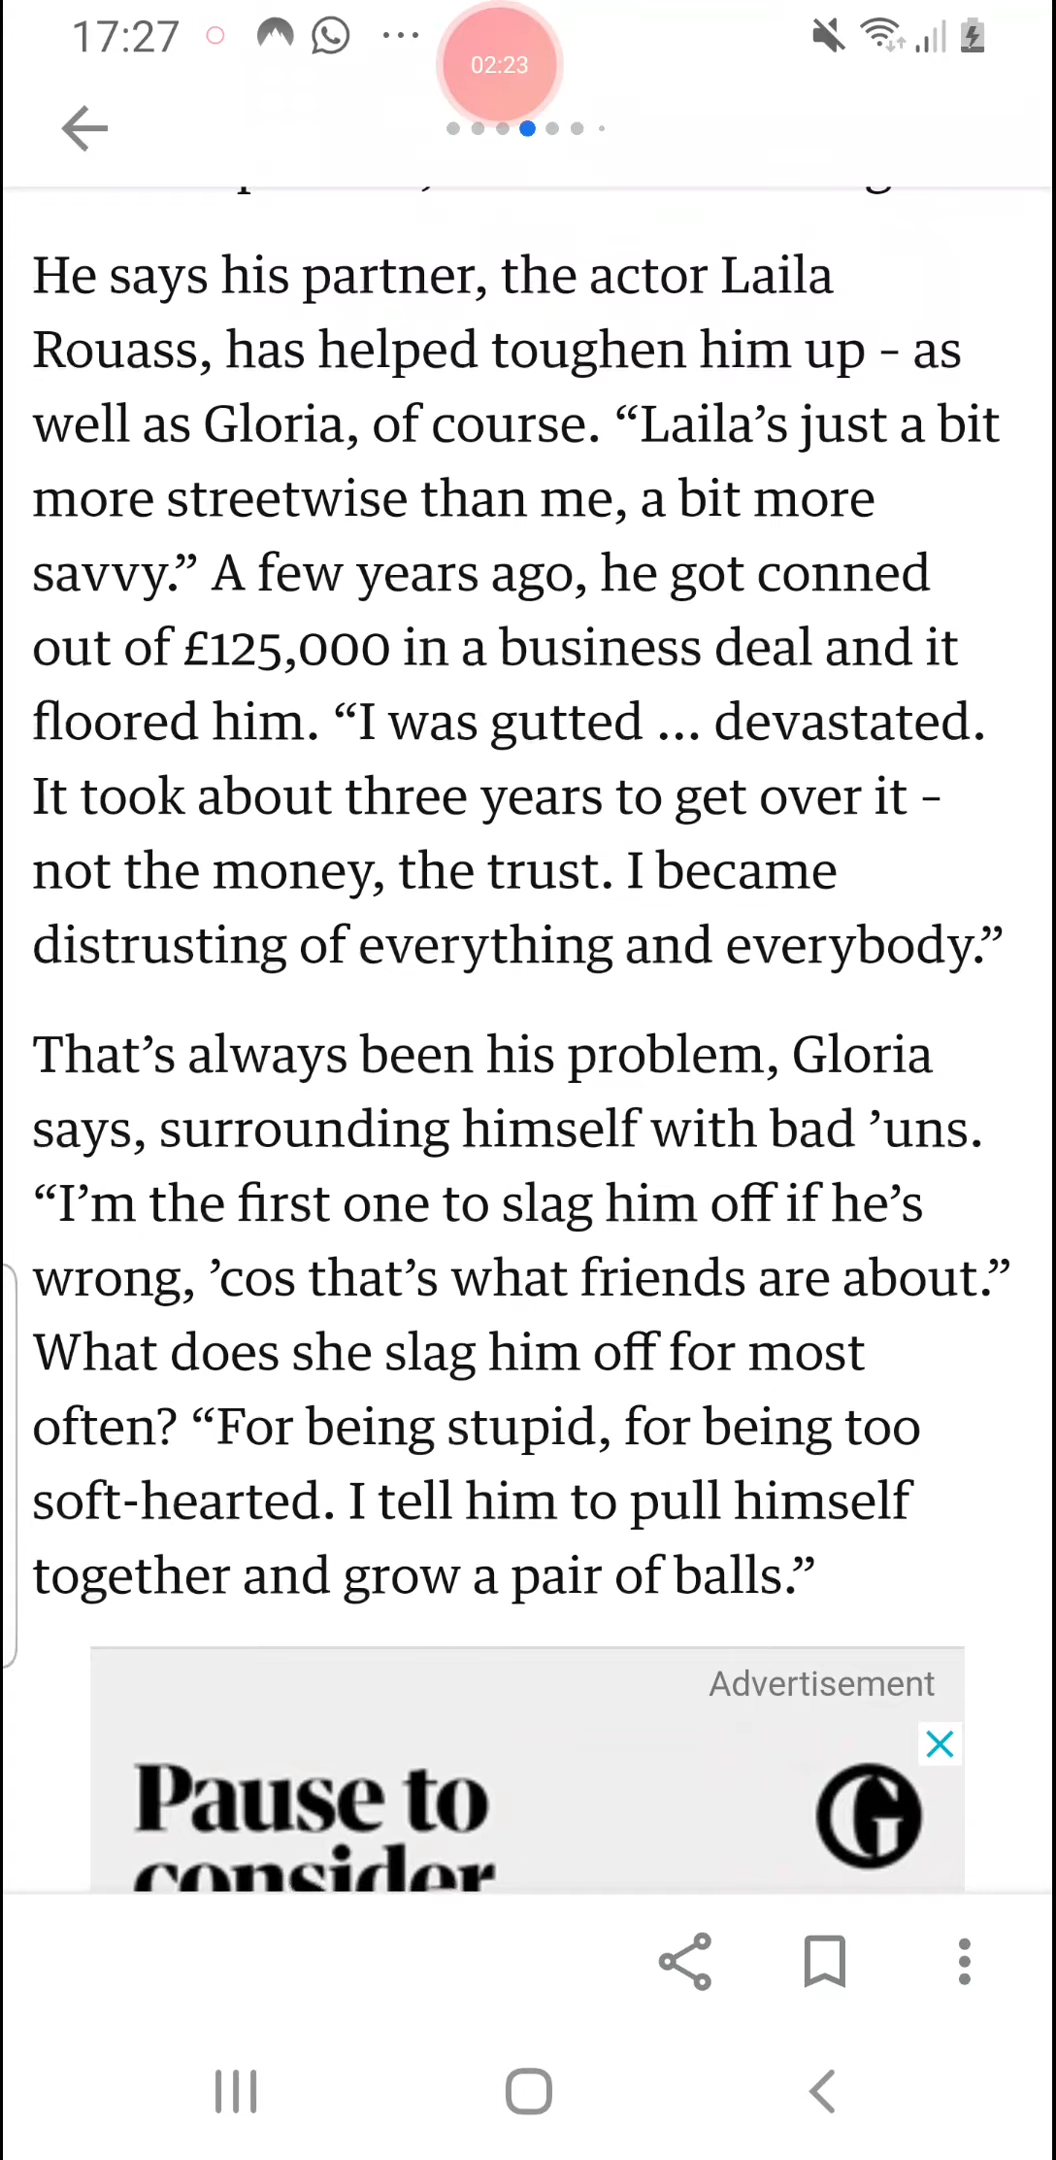 17:27
02:23
He says his partner, the actor Laila
Rouass, has helped toughen him up – as
well as Gloria, of course. “Laila’s just a bit
more streetwise than me, a bit more
savvy.” A few years ago, he got conned
out of £125,000 in a business deal and it
floored him. “I was gutted ... devastated.
It took about three years to get over it –
not the money, the trust. I became
distrusting of everything and everybody.”
That’s always been his problem, Gloria
says, surrounding himself with bad ’uns.
“I’m the first one to slag him off if he’s
wrong, ’cos that’s what friends are about.”
What does she slag him off for most
often? “For being stupid, for being too
soft-hearted. I tell him to pull himself
together and grow a pair of balls.”
Advertisement
Pause to
consider